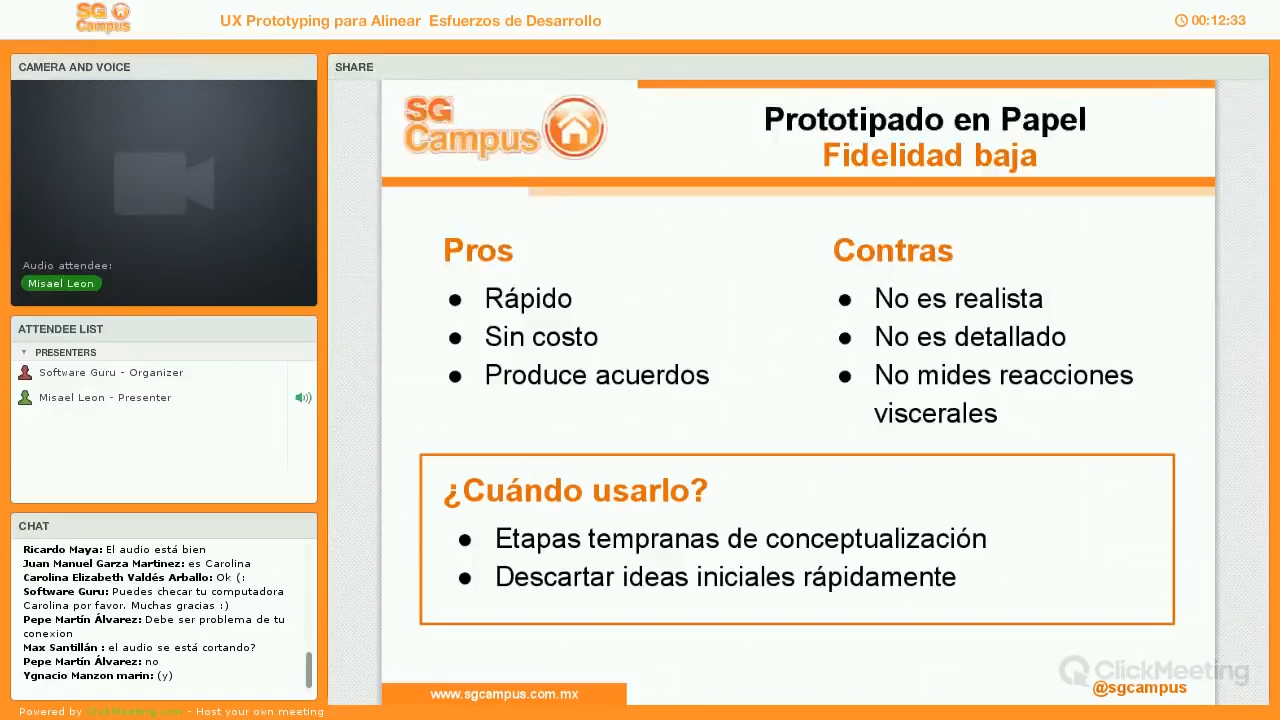 SG Campus
UX Prototyping para Alinear  Esfuerzos de Desarrollo
00:12:33
CAMERA AND VOICE
Audio attendee:
Misael Leon
ATTENDEE LIST
PRESENTERS
Software Guru - Organizer
Misael Leon - Presenter
CHAT
Ricardo Maya: El audio está bien
Juan Manuel Garza Martinez: es Carolina
Carolina Elizabeth Valdés Arballo: Ok (:
Software Guru: Puedes checar tu computadora
Carolina por favor. Muchas gracias :)
Pepe Martín Álvarez: Debe ser problema de tu
conexion
Max Santillán : el audio se está cortando?
Pepe Martín Álvarez: no
Ygnacio Manzon marin: (y)
Powered by ClickMeeting.com - Host your own meeting
SHARE
SG
Campus
Prototipado en Papel
Fidelidad baja
Pros
● Rápido
● Sin costo
● Produce acuerdos
Contras
● No es realista
● No es detallado
● No mides reacciones
viscerales
¿Cuándo usarlo?
● Etapas tempranas de conceptualización
● Descartar ideas iniciales rápidamente
www.sgcampus.com.mx
ClickMeeting
@sgcampus